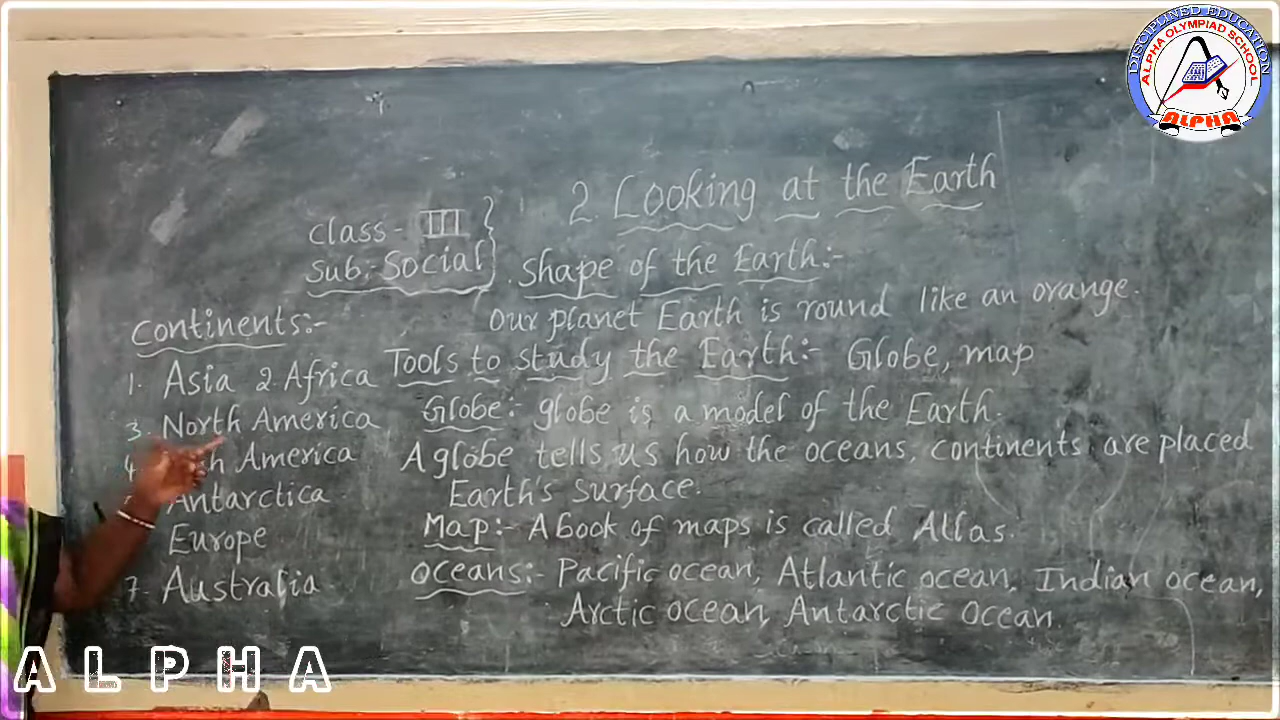 DISCIPLINED EDUCATION
ALPHA OLYMPIAD SCHOOL
ALPHA
2. Looking at the Earth
class - III
Sub:- Social
Shape of the Earth:-
Our planet Earth is round like an orange.
Continents:-
1. Asia 2. Africa
3. North America
4 America
Antarctica
Europe
7. Australia
Tools to study the Earth:- Globe, map
Globe:- globe is a model of the Earth.
A globe tells us how the oceans, continents are placed
Earth's surface.
Map:- A book of maps is called Atlas.
Oceans:- Pacific ocean, Atlantic ocean, Indian ocean,
Arctic ocean, Antarctic ocean.
ALPHA